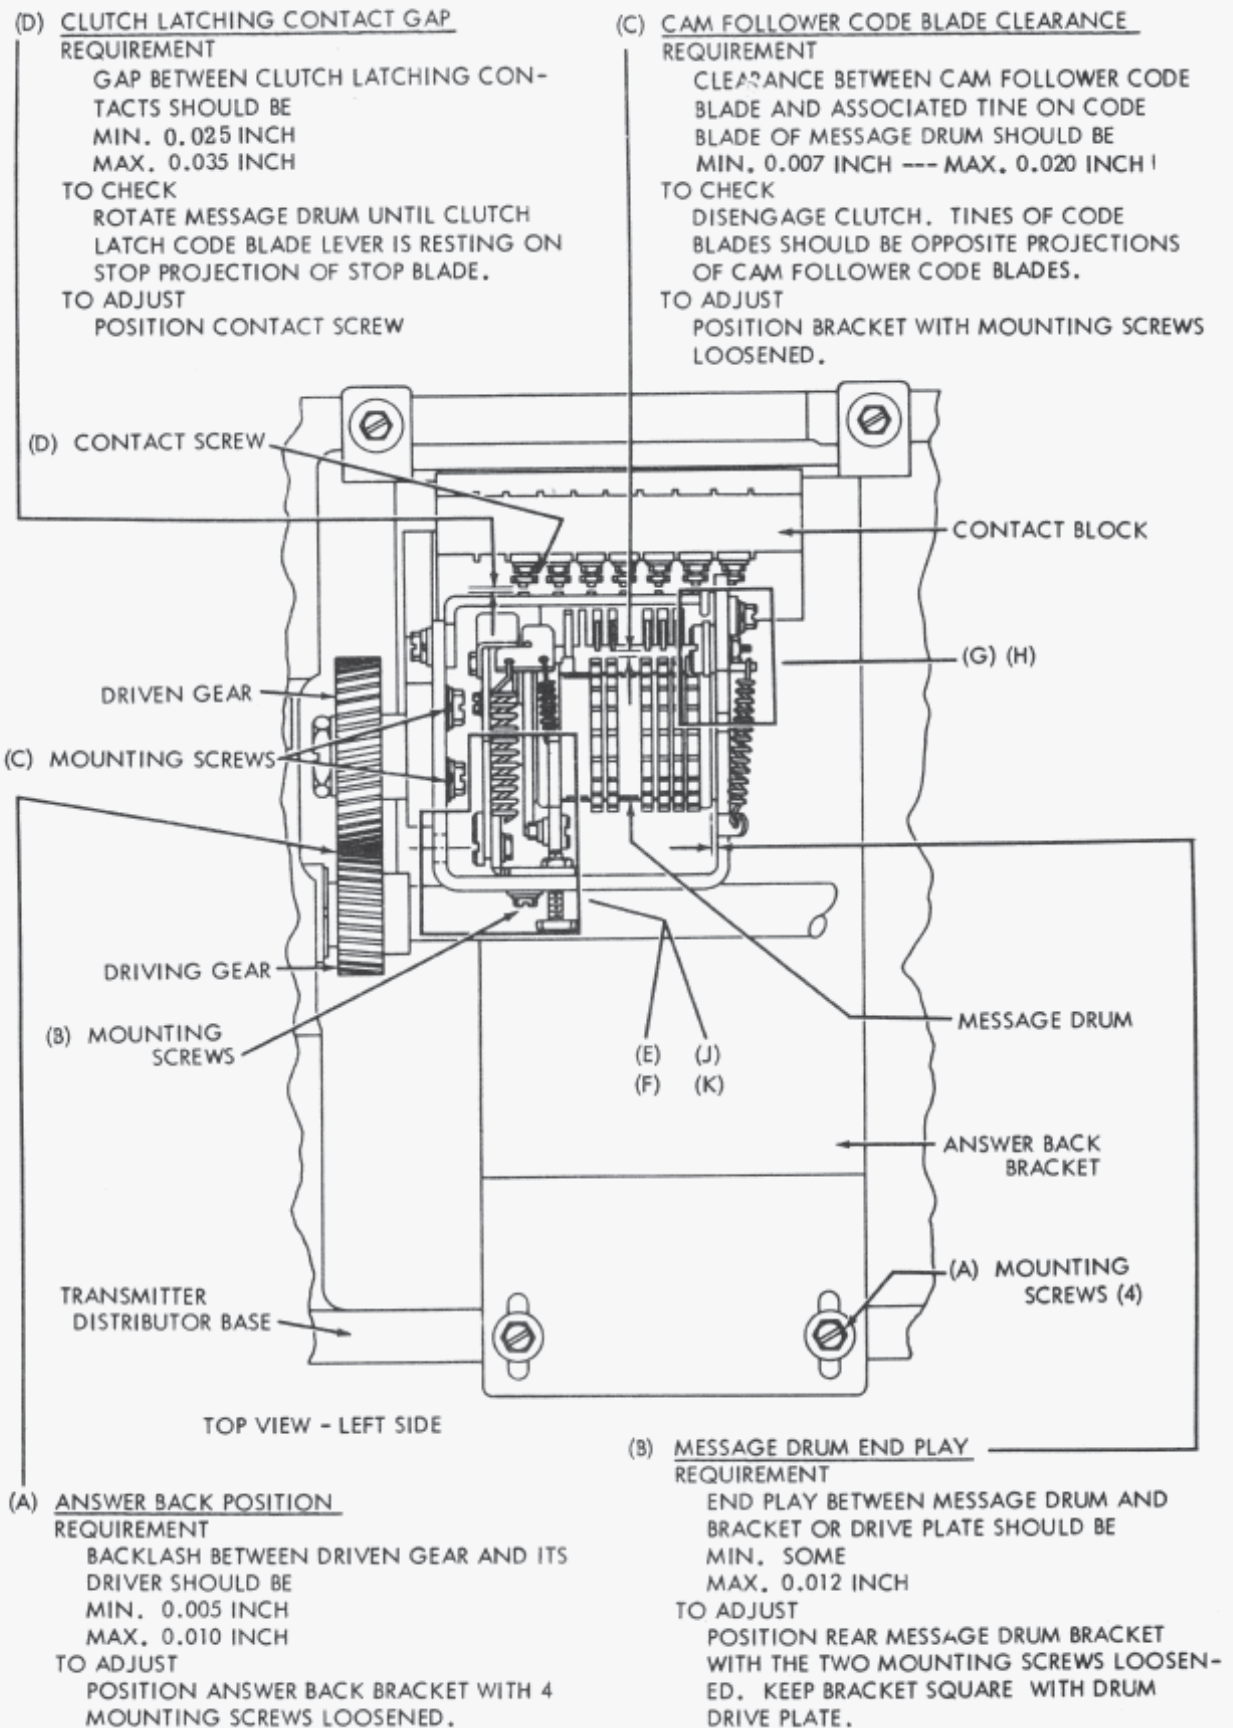 (D) CLUTCH LATCHING CONTACT GAP
REQUIREMENT
GAP BETWEEN CLUTCH LATCHING CON-
TACTS SHOULD BE
MIN. 0.025 INCH
MAX. 0.035 INCH
TO CHECK
ROTATE MESSAGE DRUM UNTIL CLUTCH
LATCH CODE BLADE LEVER IS RESTING ON
STOP PROJECTION OF STOP BLADE.
TO ADJUST
POSITION CONTACT SCREW
(C) CAM FOLLOWER CODE BLADE CLEARANCE
REQUIREMENT
CLEARANCE BETWEEN CAM FOLLOWER CODE
BLADE AND ASSOCIATED TINE ON CODE
BLADE OF MESSAGE DRUM SHOULD BE
MIN. 0.007 INCH --- MAX. 0.020 INCH
TO CHECK
DISENGAGE CLUTCH. TINES OF CODE
BLADES SHOULD BE OPPOSITE PROJECTIONS
OF CAM FOLLOWER CODE BLADES.
TO ADJUST
POSITION BRACKET WITH MOUNTING SCREWS
LOOSENED.
(D) CONTACT SCREW
CONTACT BLOCK
(G) (H)
DRIVEN GEAR
(C) MOUNTING SCREWS
DRIVING GEAR
(B) MOUNTING
SCREWS
MESSAGE DRUM
(E) (J)
(F) (K)
ANSWER BACK
BRACKET
(A) MOUNTING
SCREWS (4)
TRANSMITTER
DISTRIBUTOR BASE
TOP VIEW - LEFT SIDE
(A) ANSWER BACK POSITION
REQUIREMENT
BACKLASH BETWEEN DRIVEN GEAR AND ITS
DRIVER SHOULD BE
MIN. 0.005 INCH
MAX. 0.010 INCH
TO ADJUST
POSITION ANSWER BACK BRACKET WITH 4
MOUNTING SCREWS LOOSENED.
(B) MESSAGE DRUM END PLAY
REQUIREMENT
END PLAY BETWEEN MESSAGE DRUM AND
BRACKET OR DRIVE PLATE SHOULD BE
MIN. SOME
MAX. 0.012 INCH
TO ADJUST
POSITION REAR MESSAGE DRUM BRACKET
WITH THE TWO MOUNTING SCREWS LOOSEN-
ED. KEEP BRACKET SQUARE WITH DRUM
DRIVE PLATE.